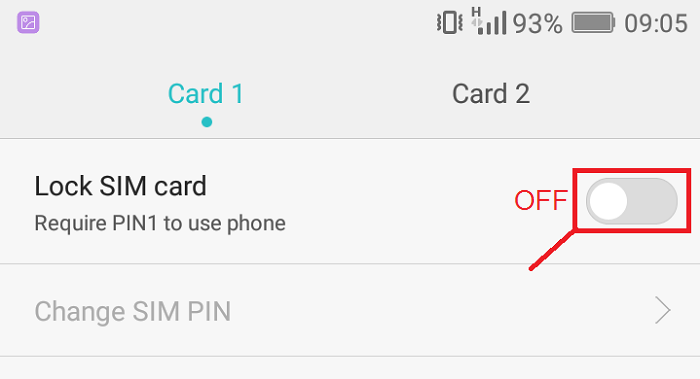 H 93% 09:05
Card 1 Card 2
Lock SIM card
OFF
Require PIN1 to use phone
Change SIM PIN